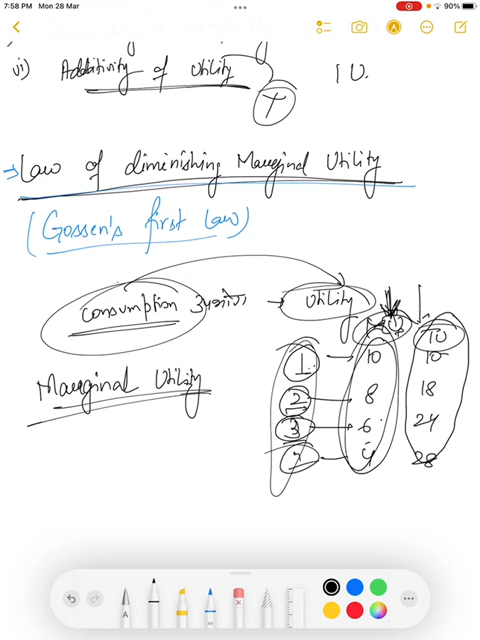 7:58 PM Mon 28 Mar
90%
vi) Additivity of Utility
T
→ Law of diminishing Marginal Utility
(Gossen's first law)
Consumption उपभोग → Utility
Marginal Utility
1 → 10 10
2 → 8 18
3 → 6 24
4 28
A